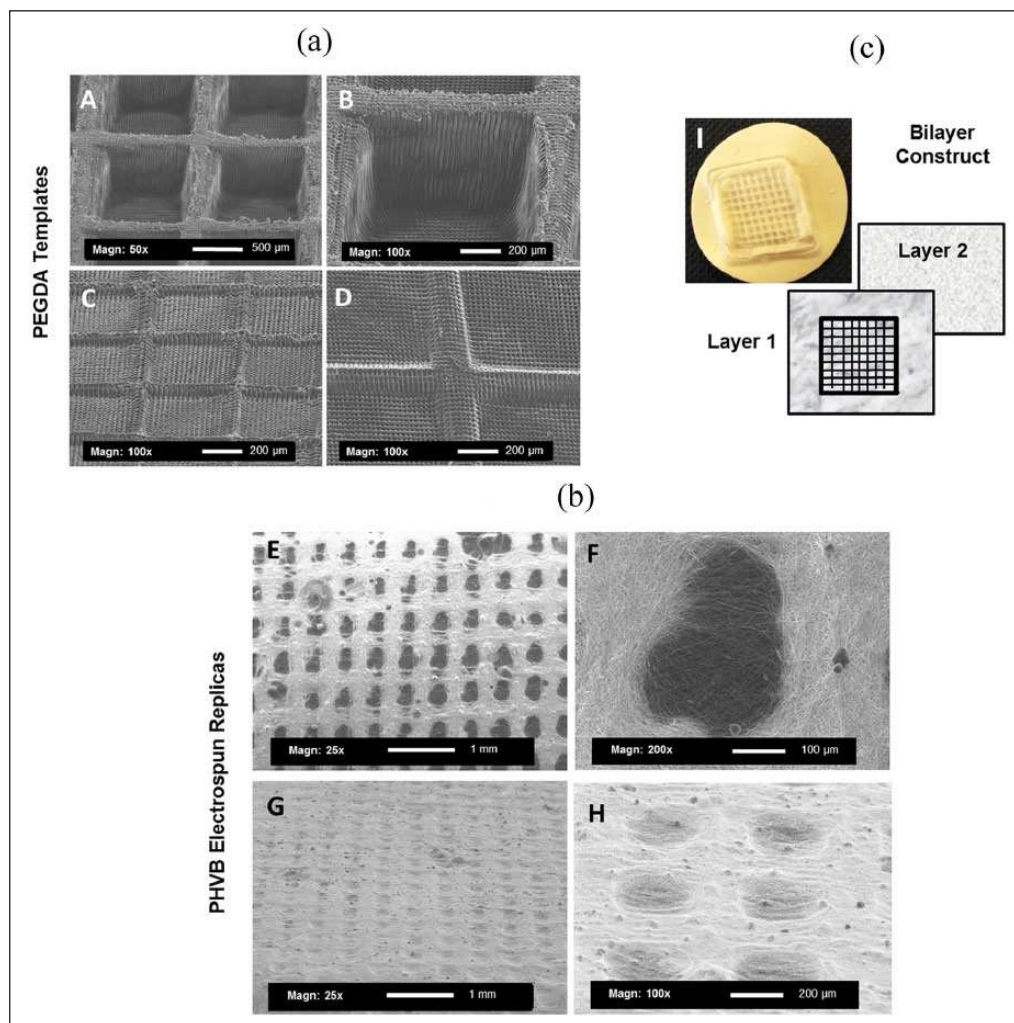 (a)
(c)
PEGDA Templates
A
Magn: 50x 500 µm
B
Magn: 100x 200 µm
C
Magn: 100x 200 µm
D
Magn: 100x 200 µm
I
Bilayer
Construct
Layer 2
Layer 1
(b)
PHVB Electrospun Replicas
E
Magn: 25x 1 mm
F
Magn: 200x 100 µm
G
Magn: 25x 1 mm
H
Magn: 100x 200 µm